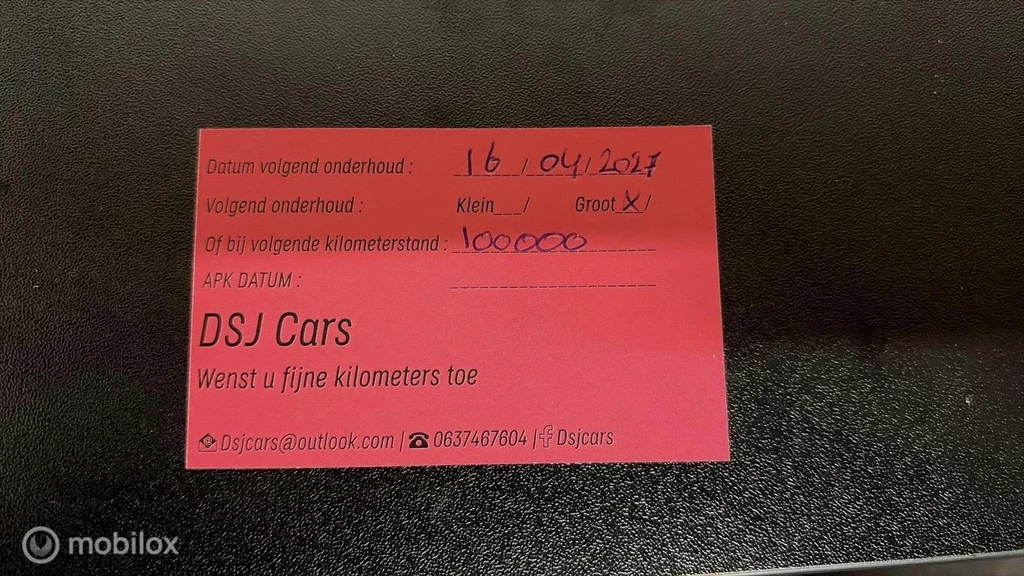 Datum volgend onderhoud : 16 / 04 / 2027
Volgend onderhoud : Klein___/ Groot_X_/
Of bij volgende kilometerstand : 100000
APK DATUM : _ _ _ _ _ _ _ _ _ _ _ _ _ _ _ _ _
DSJ Cars
Wenst u fijne kilometers toe
Dsjcars@outlook.com | 0637467604 | Dsjcars
mobilox